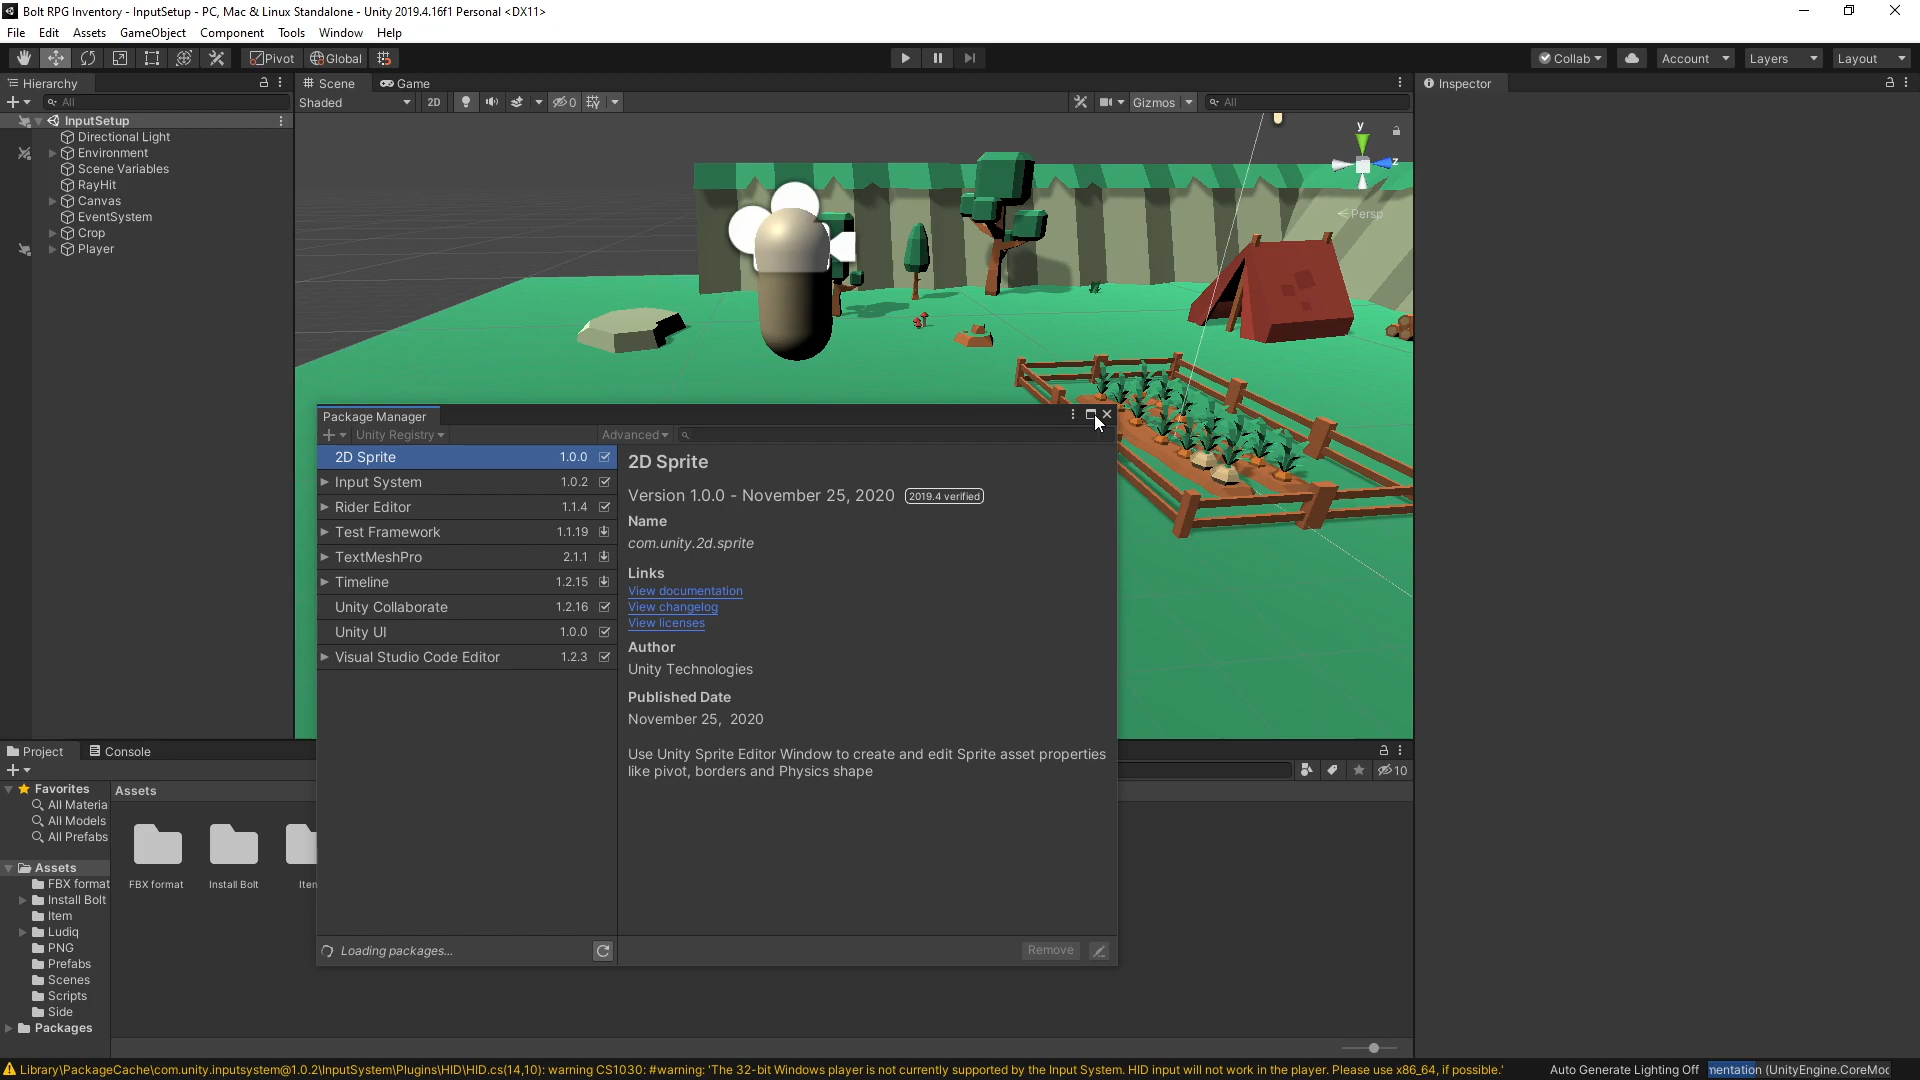 Bolt RPG Inventory - InputSetup - PC, Mac & Linux Standalone - Unity 2019.4.16f1 Personal <DX11>
File Edit Assets GameObject Component Tools Window Help
Pivot Global Collab Account Layers Layout
Hierarchy Scene Game Inspector
All Shaded 2D 0 Gizmos All
InputSetup
Directional Light
Environment
Scene Variables
RayHit
Canvas
EventSystem
Crop
Player
y
z
Persp
Package Manager
Unity Registry Advanced
2D Sprite 1.0.0
Input System 1.0.2
Rider Editor 1.1.4
Test Framework 1.1.19
TextMeshPro 2.1.1
Timeline 1.2.15
Unity Collaborate 1.2.16
Unity UI 1.0.0
Visual Studio Code Editor 1.2.3
Loading packages...
2D Sprite
Version 1.0.0 - November 25, 2020 2019.4 verified
Name
com.unity.2d.sprite
Links
View documentation
View changelog
View licenses
Author
Unity Technologies
Published Date
November 25, 2020
Use Unity Sprite Editor Window to create and edit Sprite asset properties
like pivot, borders and Physics shape
Remove
Project Console
10
Favorites
All Materia
All Models
All Prefabs
Assets
FBX format
Install Bolt
Item
Ludiq
PNG
Prefabs
Scenes
Scripts
Side
Packages
Assets
FBX format Install Bolt Iten
Library\PackageCache\com.unity.inputsystem@1.0.2\InputSystem\Plugins\HID\HID.cs(14,10): warning CS1030: #warning: 'The 32-bit Windows player is not currently supported by the Input System. HID input will not work in the player. Please use x86_64, if possible.'
Auto Generate Lighting Off mentation (UnityEngine.CoreMoc